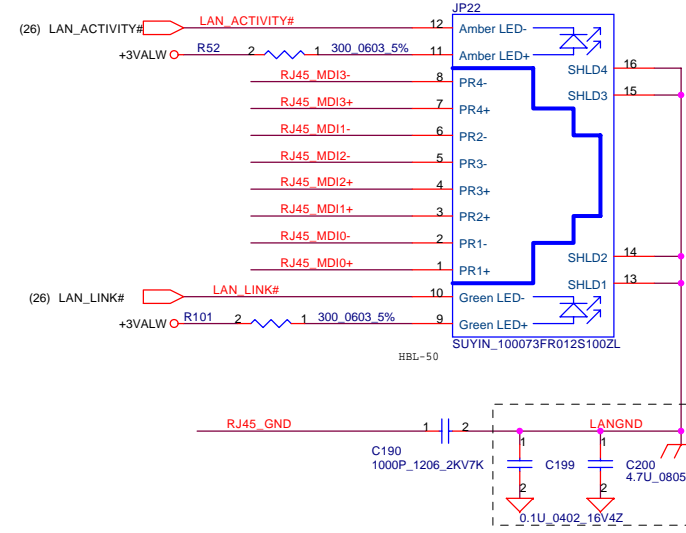 JP22
(26) LAN_ACTIVITY# LAN_ACTIVITY# 12 Amber LED-
+3VALW R52 2 1 300_0603_5% 11 Amber LED+
SHLD4 16
RJ45_MDI3- 8 PR4-
SHLD3 15
RJ45_MDI3+ 7 PR4+
RJ45_MDI1- 6 PR2-
RJ45_MDI2- 5 PR3-
RJ45_MDI2+ 4 PR3+
RJ45_MDI1+ 3 PR2+
RJ45_MDI0- 2 PR1-
SHLD2 14
RJ45_MDI0+ 1 PR1+
SHLD1 13
(26) LAN_LINK# LAN_LINK# 10 Green LED-
+3VALW R101 2 1 300_0603_5% 9 Green LED+
SUYIN_100073FR012S100ZL
HBL-50
RJ45_GND 1 2 LANGND
C190
1000P_1206_2KV7K
1 1
C199 C200
4.7U_0805
2 2
0.1U_0402_16V4Z